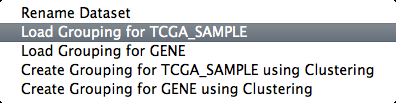 Rename Dataset
Load Grouping for TCGA_SAMPLE
Load Grouping for GENE
Create Grouping for TCGA_SAMPLE using Clustering
Create Grouping for GENE using Clustering